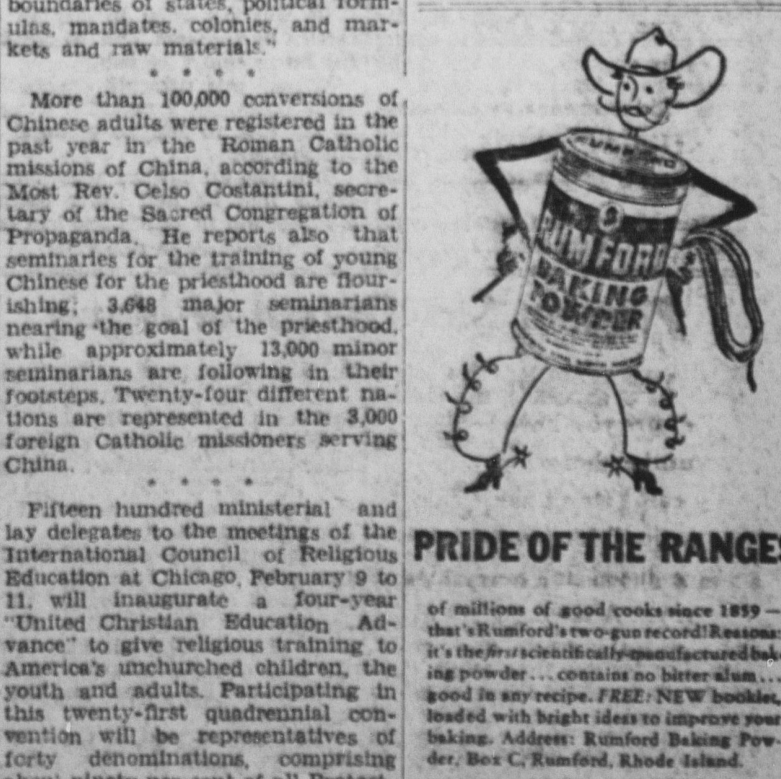 boundaries of states, political form-
ulas, mandates, colonies, and mar-
kets and raw materials."
* * * *
More than 100,000 conversions of
Chinese adults were registered in the
past year in the Roman Catholic
missions of China, according to the
Most Rev. Celso Costantini, secre-
tary of the Sacred Congregation of
Propaganda. He reports also that
seminaries for the training of young
Chinese for the priesthood are flour-
ishing; 3,648 major seminarians
nearing the goal of the priesthood,
while approximately 13,000 minor
seminarians are following in their
footsteps. Twenty-four different na-
tions are represented in the 3,000
foreign Catholic missioners serving
China.
* * * *
Fifteen hundred ministerial and
lay delegates to the meetings of the
International Council of Religious
Education at Chicago, February 9 to
11, will inaugurate a four-year
"United Christian Education Ad-
vance" to give religious training to
America's unchurched children, the
youth and adults. Participating in
this twenty-first quadrennial con-
vention will be representatives of
forty denominations, comprising
RUMFORD
RUMFORD
BAKING
POWDER
PRIDE OF THE RANGES
of millions of good cooks since 1859—
that's Rumford's two-gun record! Reasons:
it's the first scientifically-manufactured bak-
ing powder . . . contains no bitter alum . . .
good in any recipe. FREE: NEW booklet,
loaded with bright ideas to improve your
baking. Address: Rumford Baking Pow-
der, Box C, Rumford, Rhode Island.